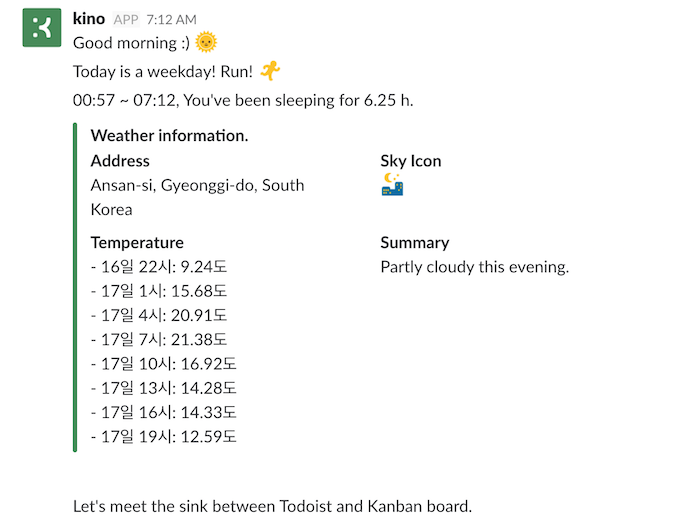 kino APP 7:12 AM
Good morning :)
Today is a weekday! Run!
00:57 ~ 07:12, You've been sleeping for 6.25 h.
Weather information.
Address
Ansan-si, Gyeonggi-do, South
Korea
Sky Icon
Temperature
- 16일 22시: 9.24도
- 17일 1시: 15.68도
- 17일 4시: 20.91도
- 17일 7시: 21.38도
- 17일 10시: 16.92도
- 17일 13시: 14.28도
- 17일 16시: 14.33도
- 17일 19시: 12.59도
Summary
Partly cloudy this evening.
Let's meet the sink between Todoist and Kanban board.